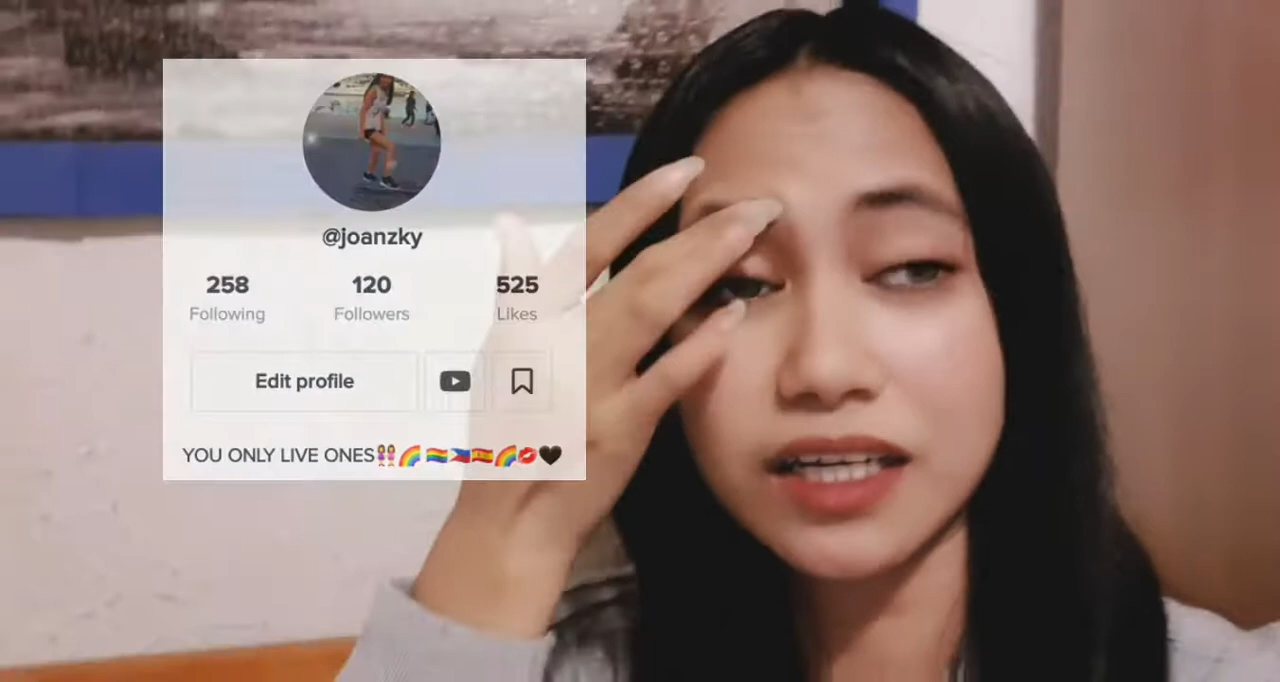 @joanzky
258 120 525
Following Followers Likes
Edit profile
YOU ONLY LIVE ONES👭🌈🏳️‍🌈🇵🇭🇪🇸🌈💋🖤